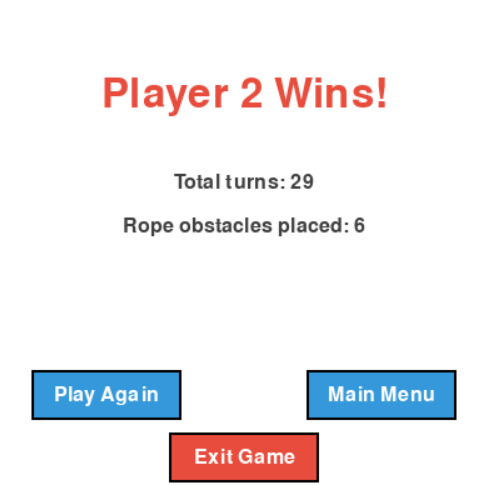 Player 2 Wins!
Total turns: 29
Rope obstacles placed: 6
Play Again
Main Menu
Exit Game